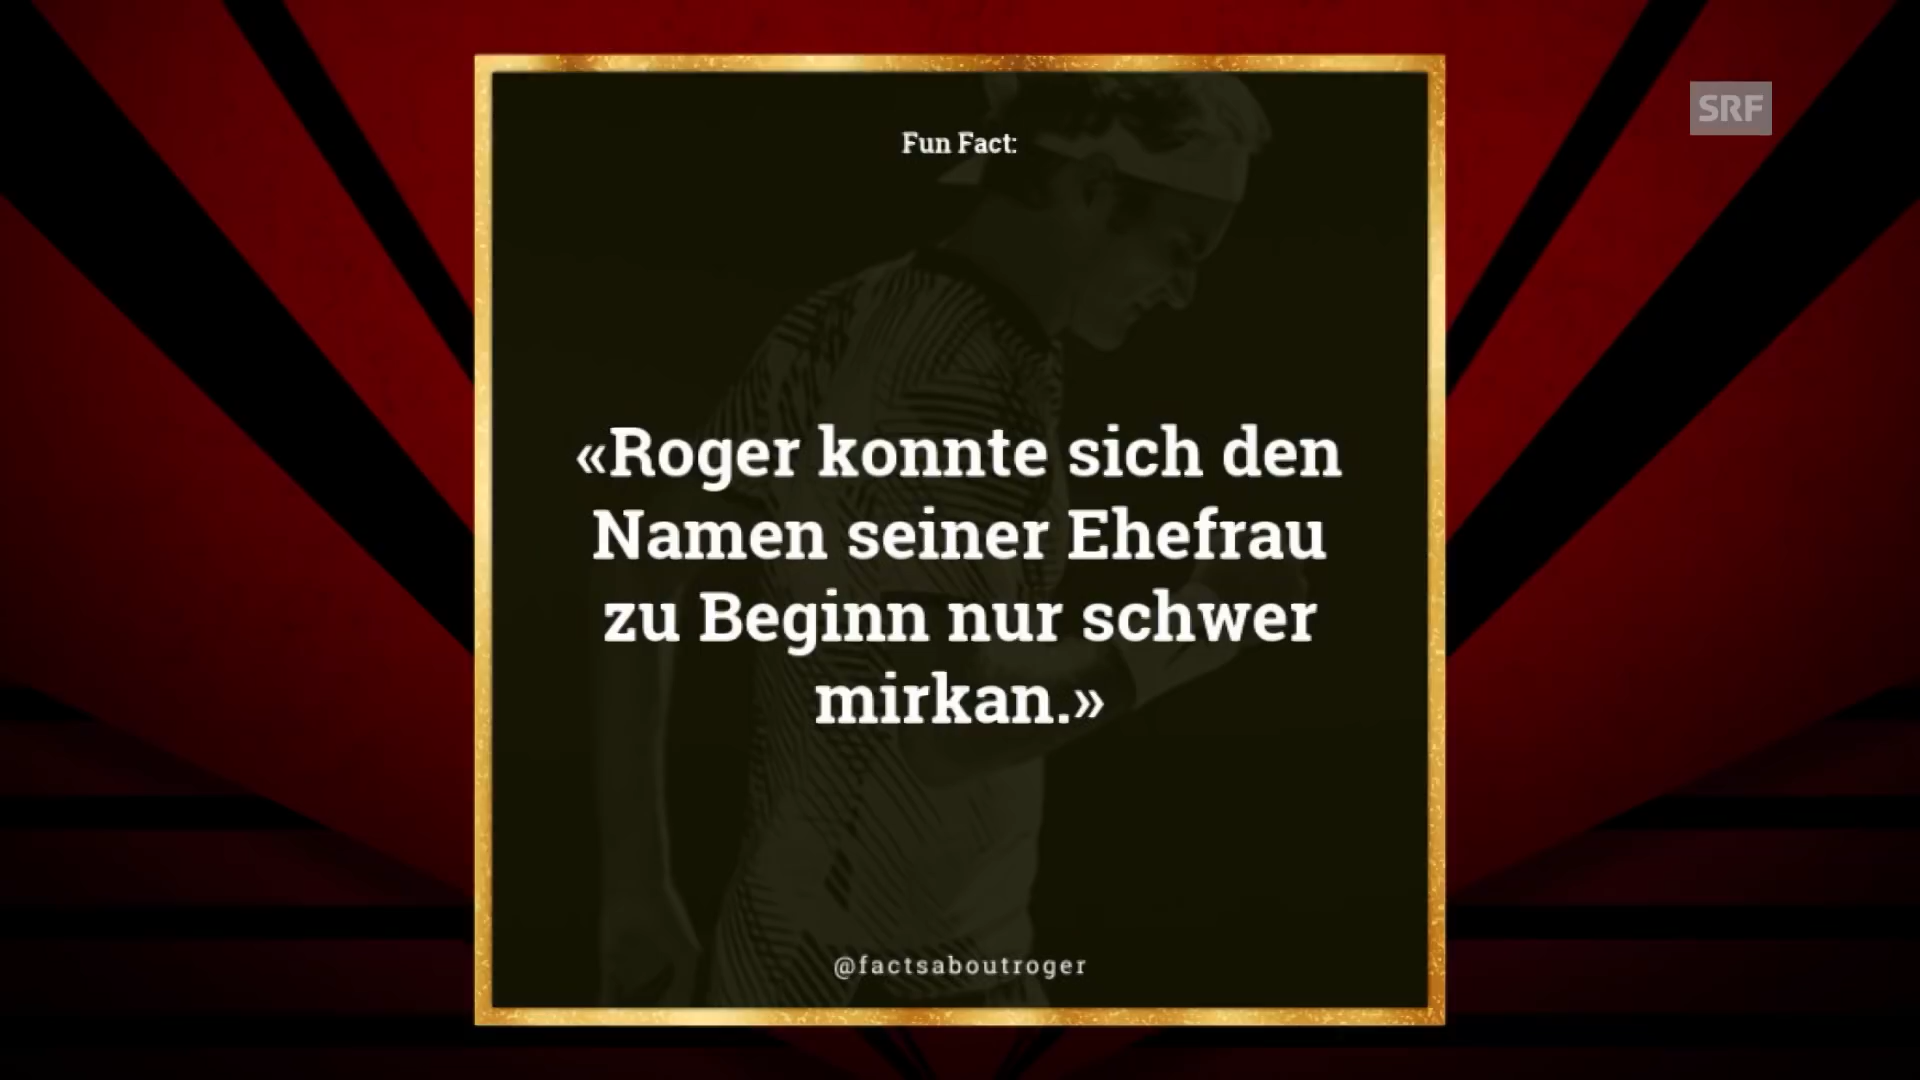 SRF
Fun Fact:
«Roger konnte sich den
Namen seiner Ehefrau
zu Beginn nur schwer
mirkan.»
@factsaboutroger